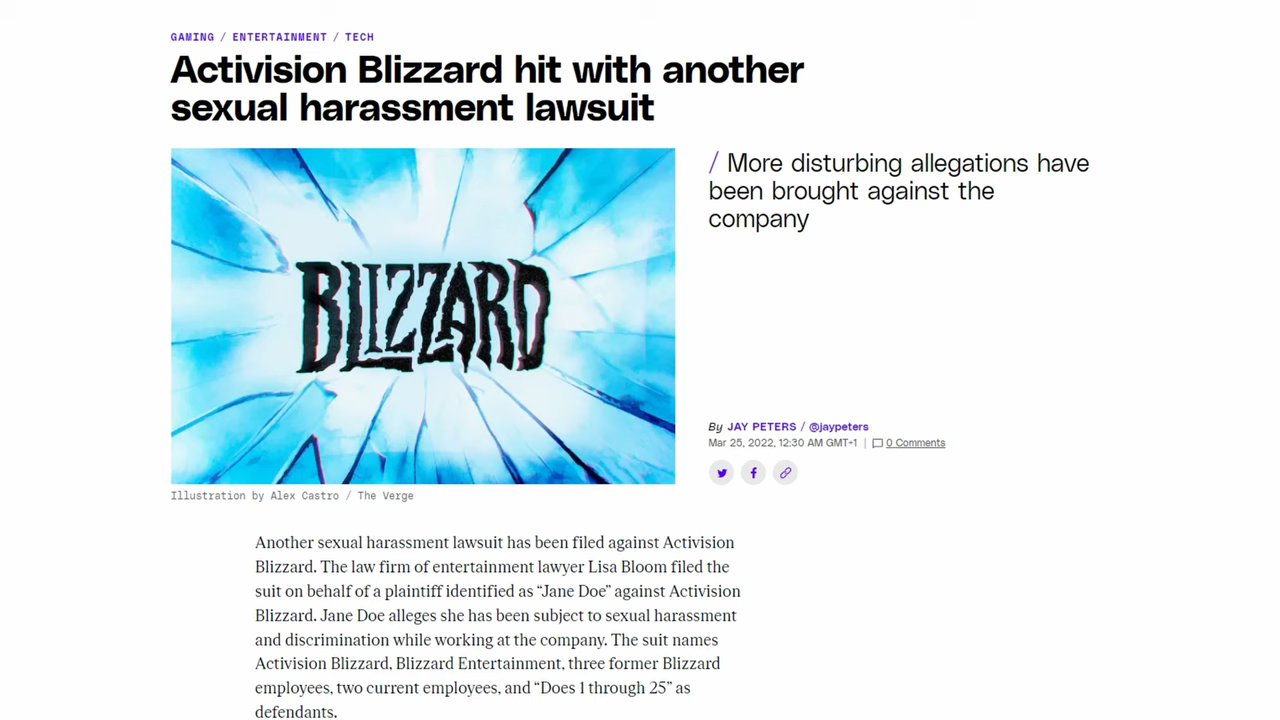 GAMING / ENTERTAINMENT / TECH
Activision Blizzard hit with another
sexual harassment lawsuit
BLIZZARD
/ More disturbing allegations have
been brought against the
company
By JAY PETERS / @jaypeters
Mar 25, 2022, 12:30 AM GMT+1 | 0 Comments
Illustration by Alex Castro / The Verge
Another sexual harassment lawsuit has been filed against Activision
Blizzard. The law firm of entertainment lawyer Lisa Bloom filed the
suit on behalf of a plaintiff identified as “Jane Doe” against Activision
Blizzard. Jane Doe alleges she has been subject to sexual harassment
and discrimination while working at the company. The suit names
Activision Blizzard, Blizzard Entertainment, three former Blizzard
employees, two current employees, and “Does 1 through 25” as
defendants.